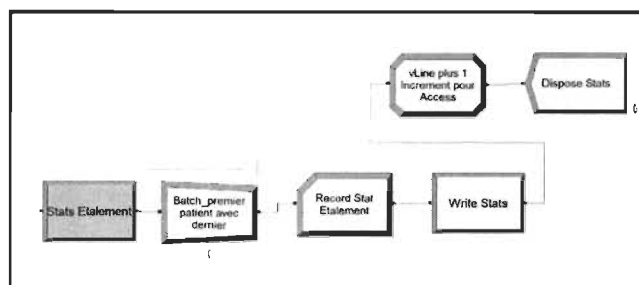 vLine plus 1
Increment pour
Access
Dispose Stats
Stats Etalement
Batch_premier
patient avec
dernier
Record Stat
Etalement
Write Stats